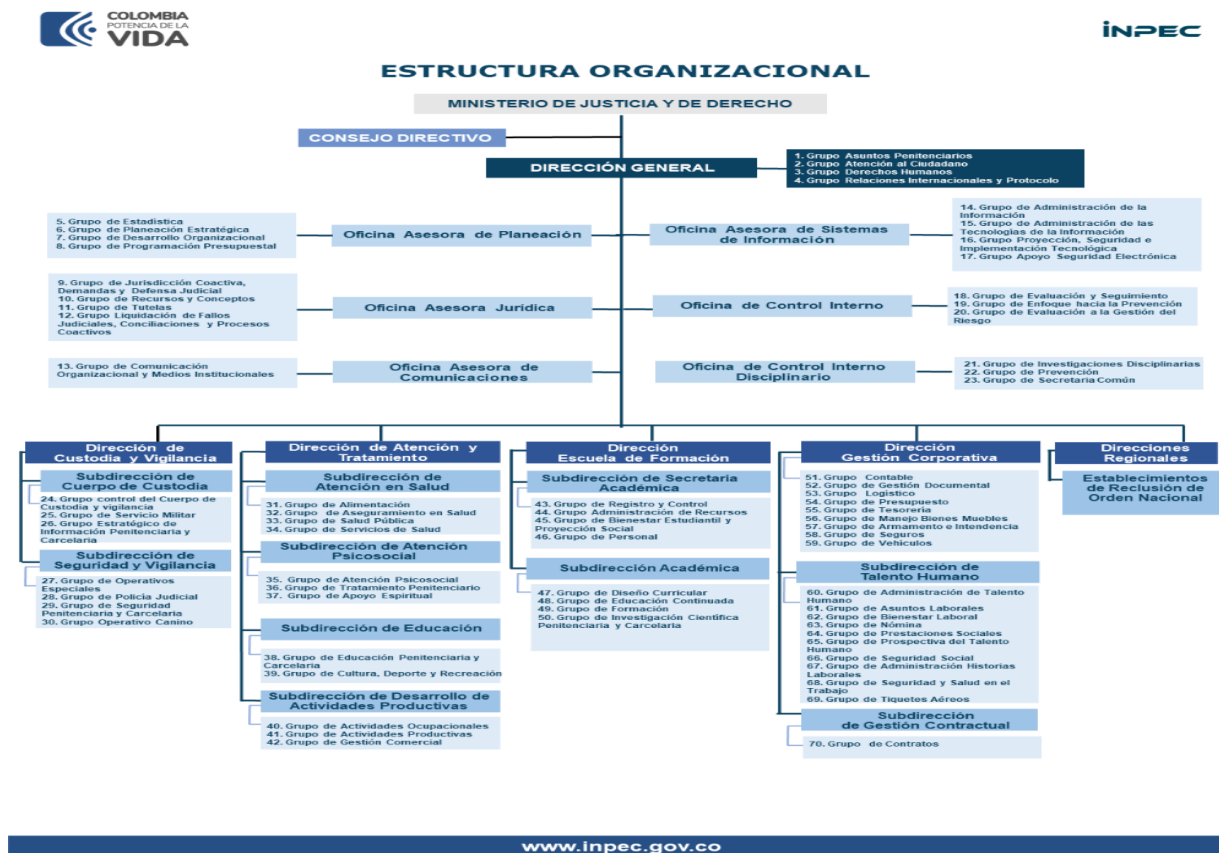 COLOMBIA
POTENCIA DE LA
VIDA
INPEC
ESTRUCTURA ORGANIZACIONAL
MINISTERIO DE JUSTICIA Y DE DERECHO
CONSEJO DIRECTIVO
DIRECCIÓN GENERAL
1. Grupo Asuntos Penitenciarios
2. Grupo Atención al Ciudadano
3. Grupo Derechos Humanos
4. Grupo Relaciones Internacionales y Protocolo
5. Grupo de Estadística
6. Grupo de Planeación Estratégica
7. Grupo de Desarrollo Organizacional
8. Grupo de Programación Presupuestal
Oficina Asesora de Planeación
Oficina Asesora de Sistemas
de Información
14. Grupo de Administración de la
Información
15. Grupo de Administración de las
Tecnologías de la Información
16. Grupo Proyección, Seguridad e
Implementación Tecnológica
17. Grupo Apoyo Seguridad Electrónica
9. Grupo de Jurisdicción Coactiva,
Demandas y Defensa Judicial
10. Grupo de Recursos y Conceptos
11. Grupo de Tutelas
12. Grupo Liquidación de Fallos
Judiciales, Conciliaciones y Procesos
Coactivos
Oficina Asesora Jurídica
Oficina de Control Interno
18. Grupo de Evaluación y Seguimiento
19. Grupo de Enfoque hacia la Prevención
20. Grupo de Evaluación a la Gestión del
Riesgo
13. Grupo de Comunicación
Organizacional y Medios Institucionales
Oficina Asesora de
Comunicaciones
Oficina de Control Interno
Disciplinario
21. Grupo de Investigaciones Disciplinarias
22. Grupo de Prevención
23. Grupo de Secretaria Común
Dirección de
Custodia y Vigilancia
Subdirección de
Cuerpo de Custodia
24. Grupo control del Cuerpo de
Custodia y vigilancia
25. Grupo de Servicio Militar
26. Grupo Estratégico de
Información Penitenciaria y
Carcelaria
Subdirección de
Seguridad y Vigilancia
27. Grupo de Operativos
Especiales
28. Grupo de Policía Judicial
29. Grupo de Seguridad
Penitenciaria y Carcelaria
30. Grupo Operativo Canino
Dirección de Atención y
Tratamiento
Subdirección de
Atención en Salud
31. Grupo de Alimentación
32. Grupo de Aseguramiento en Salud
33. Grupo de Salud Pública
34. Grupo de Servicios de Salud
Subdirección de Atención
Psicosocial
35. Grupo de Atención Psicosocial
36. Grupo de Tratamiento Penitenciario
37. Grupo de Apoyo Espiritual
Subdirección de Educación
38. Grupo de Educación Penitenciaria y
Carcelaria
39. Grupo de Cultura, Deporte y Recreación
Subdirección de Desarrollo de
Actividades Productivas
40. Grupo de Actividades Ocupacionales
41. Grupo de Actividades Productivas
42. Grupo de Gestión Comercial
Dirección
Escuela de Formación
Subdirección de Secretaria
Académica
43. Grupo de Registro y Control
44. Grupo Administración de Recursos
45. Grupo de Bienestar Estudiantil y
Proyección Social
46. Grupo de Personal
Subdirección Académica
47. Grupo de Diseño Curricular
48. Grupo de Educación Continuada
49. Grupo de Formación
50. Grupo de Investigación Científica
Penitenciaria y Carcelaria
Dirección
Gestión Corporativa
51. Grupo Contable
52. Grupo de Gestión Documental
53. Grupo Logístico
54. Grupo de Presupuesto
55. Grupo de Tesorería
56. Grupo de Manejo Bienes Muebles
57. Grupo de Armamento e Intendencia
58. Grupo de Seguros
59. Grupo de Vehículos
Subdirección de
Talento Humano
60. Grupo de Administración de Talento
Humano
61. Grupo de Asuntos Laborales
62. Grupo de Bienestar Laboral
63. Grupo de Nómina
64. Grupo de Prestaciones Sociales
65. Grupo de Prospectiva del Talento
Humano
66. Grupo de Seguridad Social
67. Grupo de Administración Historias
Laborales
68. Grupo de Seguridad y Salud en el
Trabajo
69. Grupo de Tiquetes Aéreos
Subdirección
de Gestión Contractual
70. Grupo de Contratos
Direcciones
Regionales
Establecimientos
de Reclusión de
Orden Nacional
www.inpec.gov.co